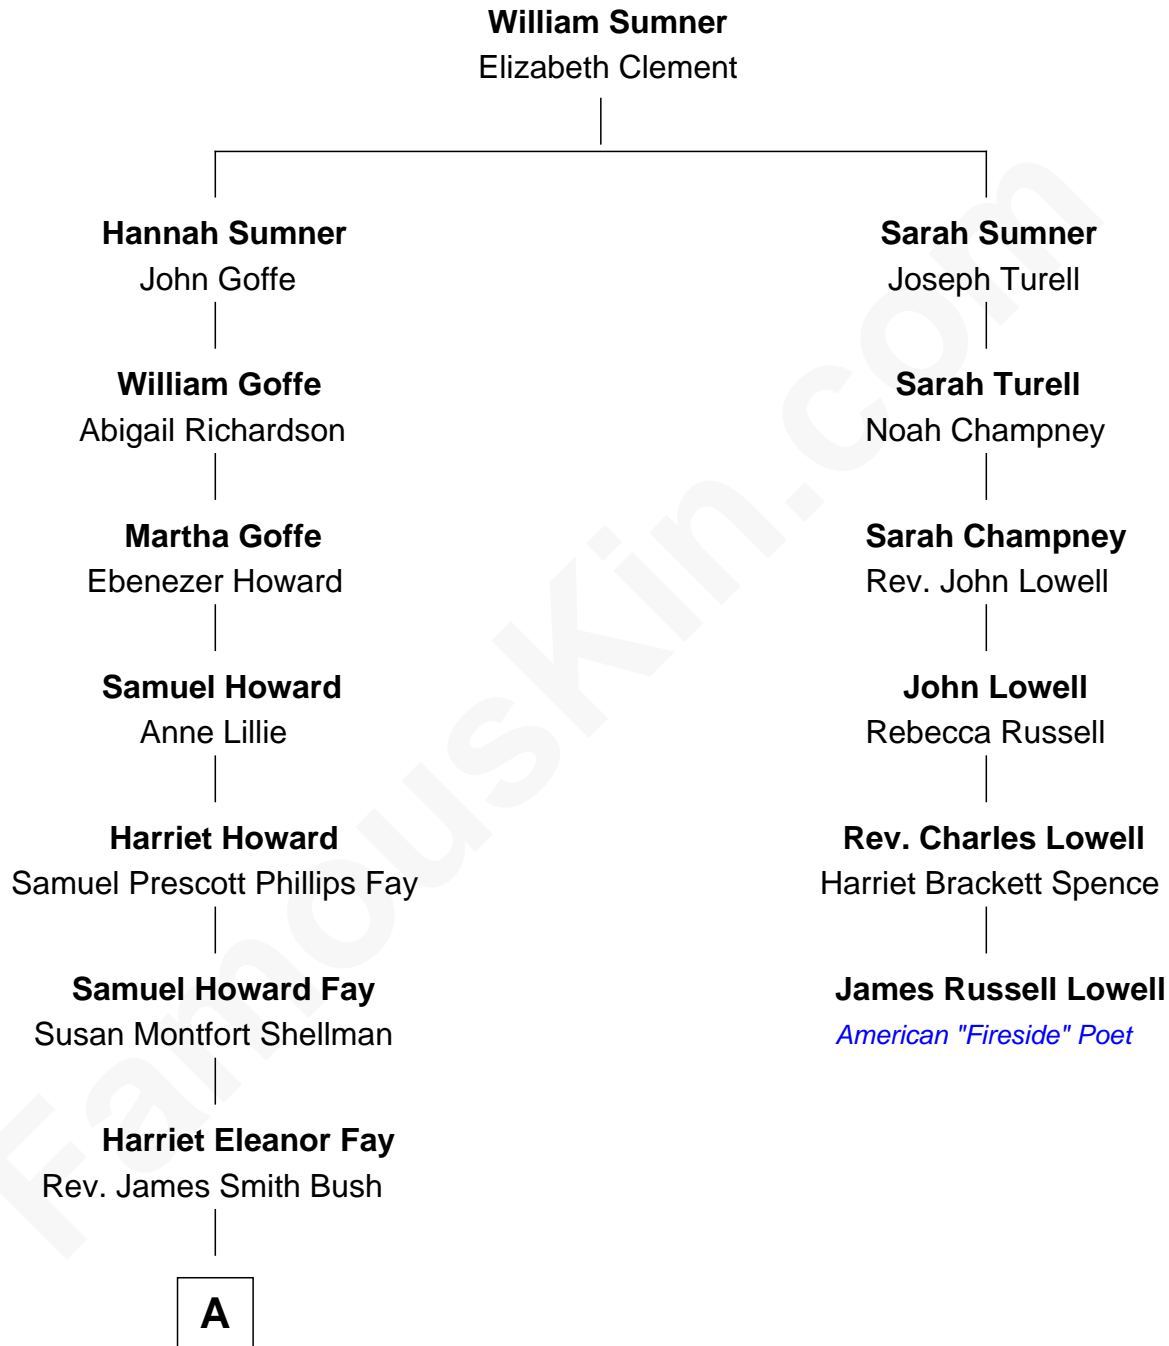 William Sumner
Elizabeth Clement
Hannah Sumner
John Goffe
William Goffe
Abigail Richardson
Martha Goffe
Ebenezer Howard
Samuel Howard
Anne Lillie
Harriet Howard
Samuel Prescott Phillips Fay
Samuel Howard Fay
Susan Montfort Shellman
Harriet Eleanor Fay
Rev. James Smith Bush
A
Sarah Sumner
Joseph Turell
Sarah Turell
Noah Champney
Sarah Champney
Rev. John Lowell
John Lowell
Rebecca Russell
Rev. Charles Lowell
Harriet Brackett Spence
James Russell Lowell
American "Fireside" Poet
FamousKin.com